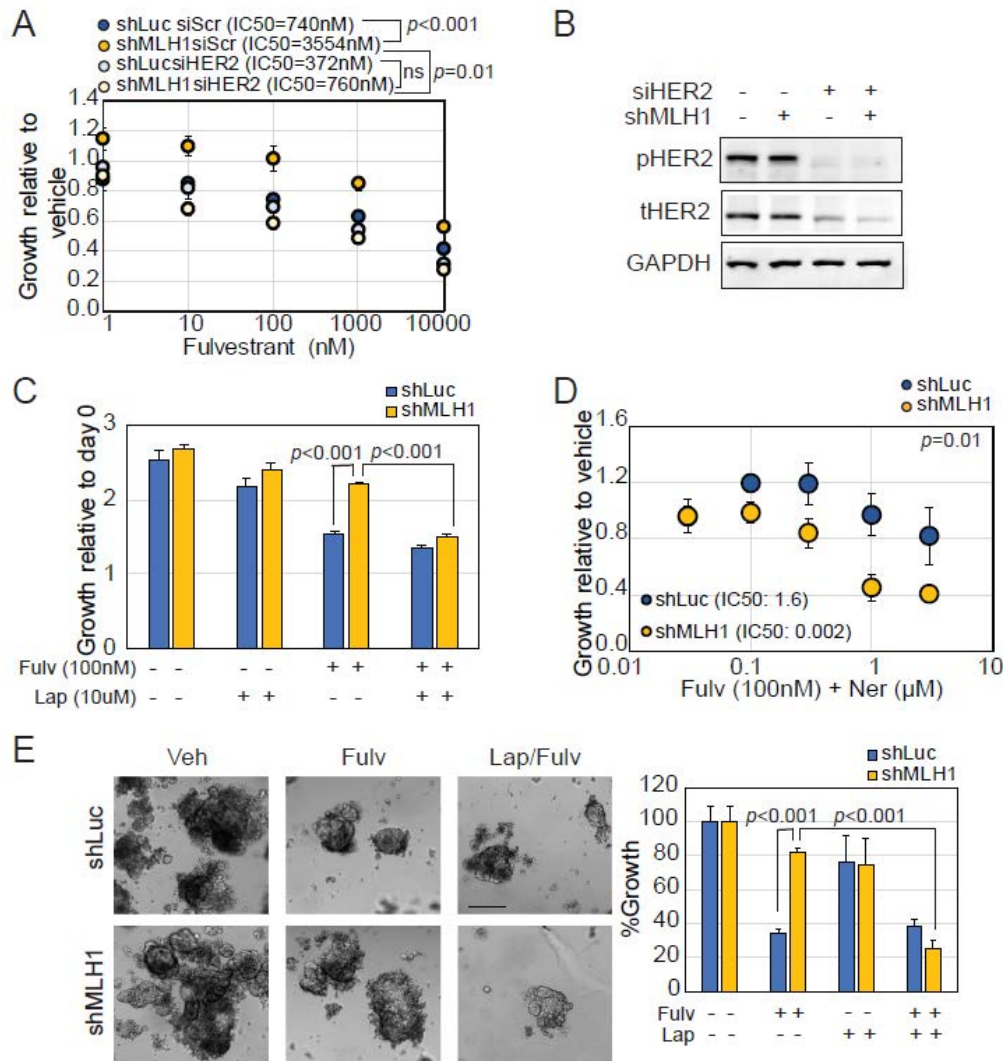 A
shLuc siScr (IC50=740nM)
shMLH1siScr (IC50=3554nM)
shLucsiHER2 (IC50=372nM)
shMLH1siHER2 (IC50=760nM)
p<0.001
ns
p=0.01
Growth relative to
vehicle
1.4
1.2
1.0
0.8
0.6
0.4
0.2
0.0
1 10 100 1000 10000
Fulvestrant (nM)
B
siHER2 - - + +
shMLH1 - + - +
pHER2
tHER2
GAPDH
C
shLuc
shMLH1
Growth relative to day 0
3
2
1
0
p<0.001 p<0.001
Fulv (100nM) - - - - + + + +
Lap (10uM) - - + + - - + +
D
shLuc
shMLH1
p=0.01
Growth relative to vehicle
1.6
1.2
0.8
0.4
0.0
shLuc (IC50: 1.6)
shMLH1 (IC50: 0.002)
0.01 0.1 1 10
Fulv (100nM) + Ner (µM)
E
Veh Fulv Lap/Fulv
shLuc
shMLH1
shLuc
shMLH1
%Growth
120
100
80
60
40
20
0
p<0.001 p<0.001
Fulv - - + + - - + +
Lap - - - - + + + +